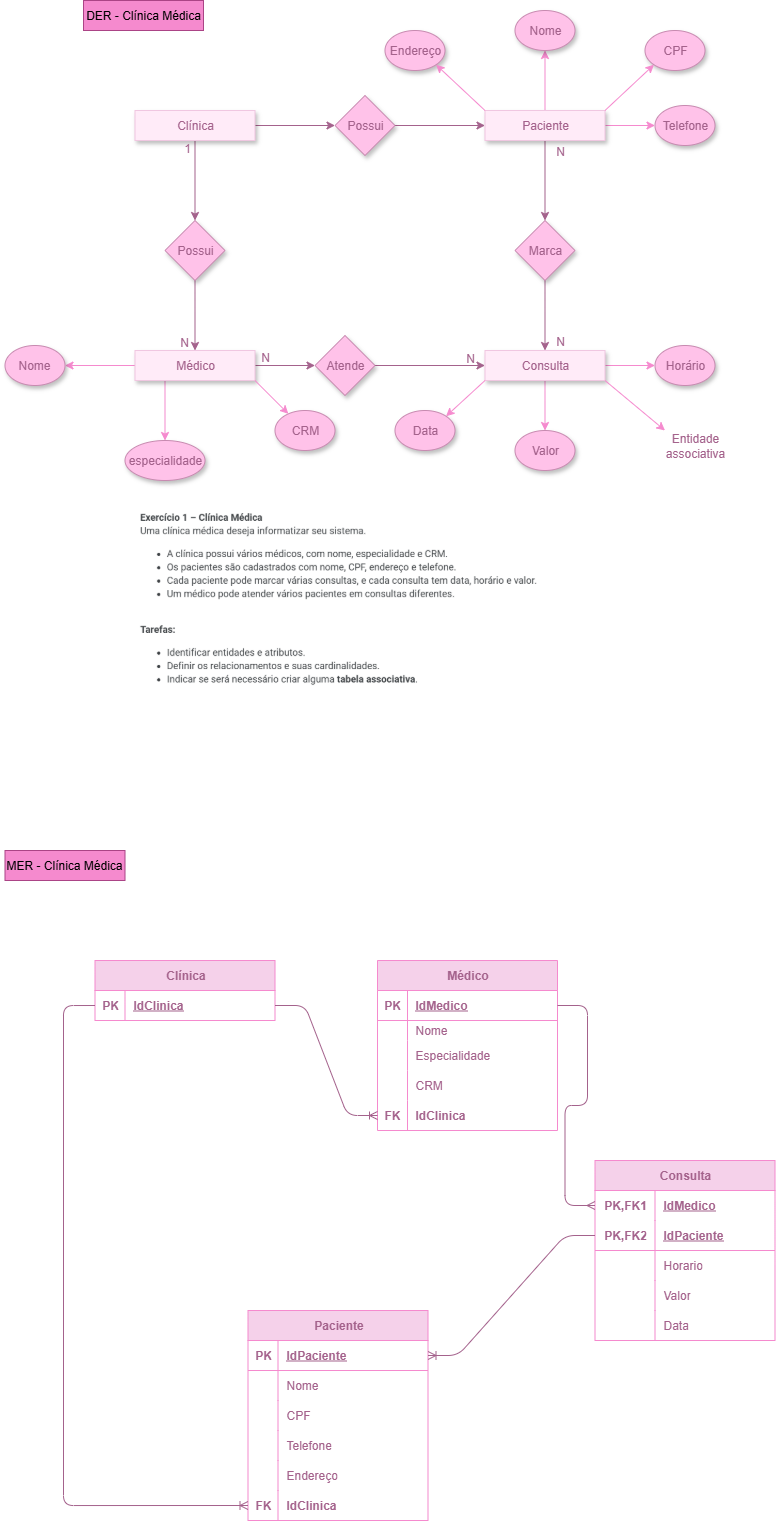 DER - Clínica Médica
Nome
Endereço
CPF
Clínica
Possui
Paciente
Telefone
1
N
Possui
Marca
N
N
Nome
Médico
N
Atende
N
Consulta
Horário
CRM
Data
Entidade
associativa
especialidade
Valor
Exercício 1 – Clínica Médica
Uma clínica médica deseja informatizar seu sistema.
• A clínica possui vários médicos, com nome, especialidade e CRM.
• Os pacientes são cadastrados com nome, CPF, endereço e telefone.
• Cada paciente pode marcar várias consultas, e cada consulta tem data, horário e valor.
• Um médico pode atender vários pacientes em consultas diferentes.
Tarefas:
• Identificar entidades e atributos.
• Definir os relacionamentos e suas cardinalidades.
• Indicar se será necessário criar alguma tabela associativa.
MER - Clínica Médica
Clínica
PK IdClinica
Médico
PK IdMedico
Nome
Especialidade
CRM
FK IdClinica
Consulta
PK,FK1 IdMedico
PK,FK2 IdPaciente
Horario
Valor
Data
Paciente
PK IdPaciente
Nome
CPF
Telefone
Endereço
FK IdClinica